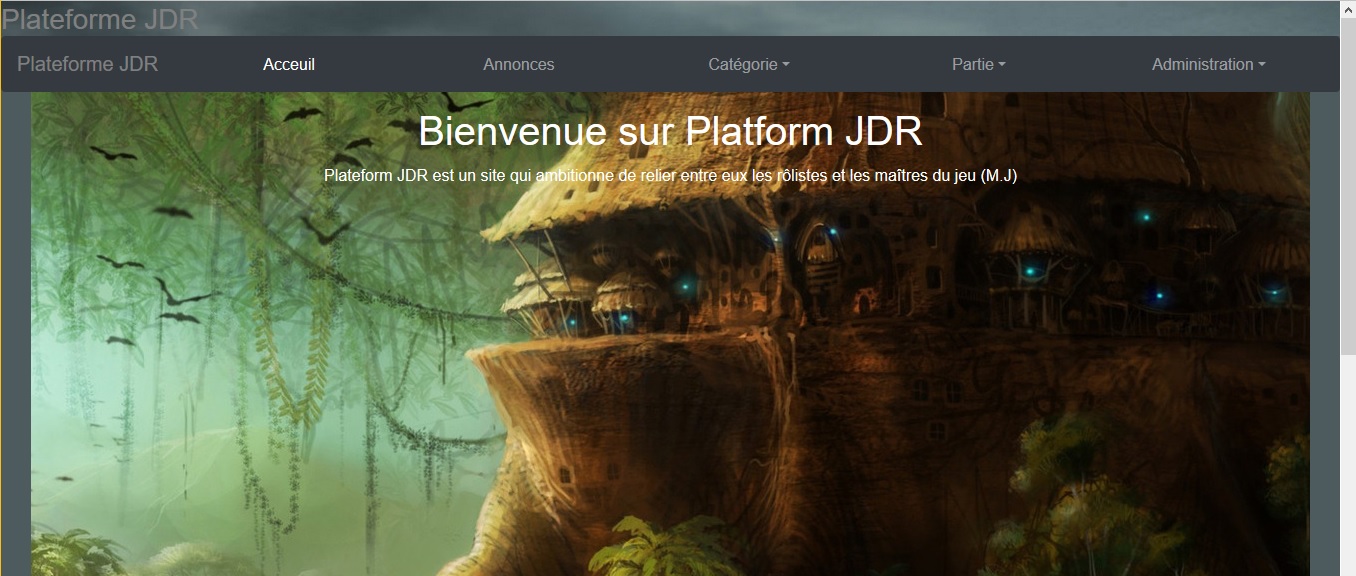 Plateforme JDR
Plateforme JDR Acceuil Annonces Catégorie Partie Administration
Bienvenue sur Platform JDR
Plateform JDR est un site qui ambitionne de relier entre eux les rôlistes et les maîtres du jeu (M.J)